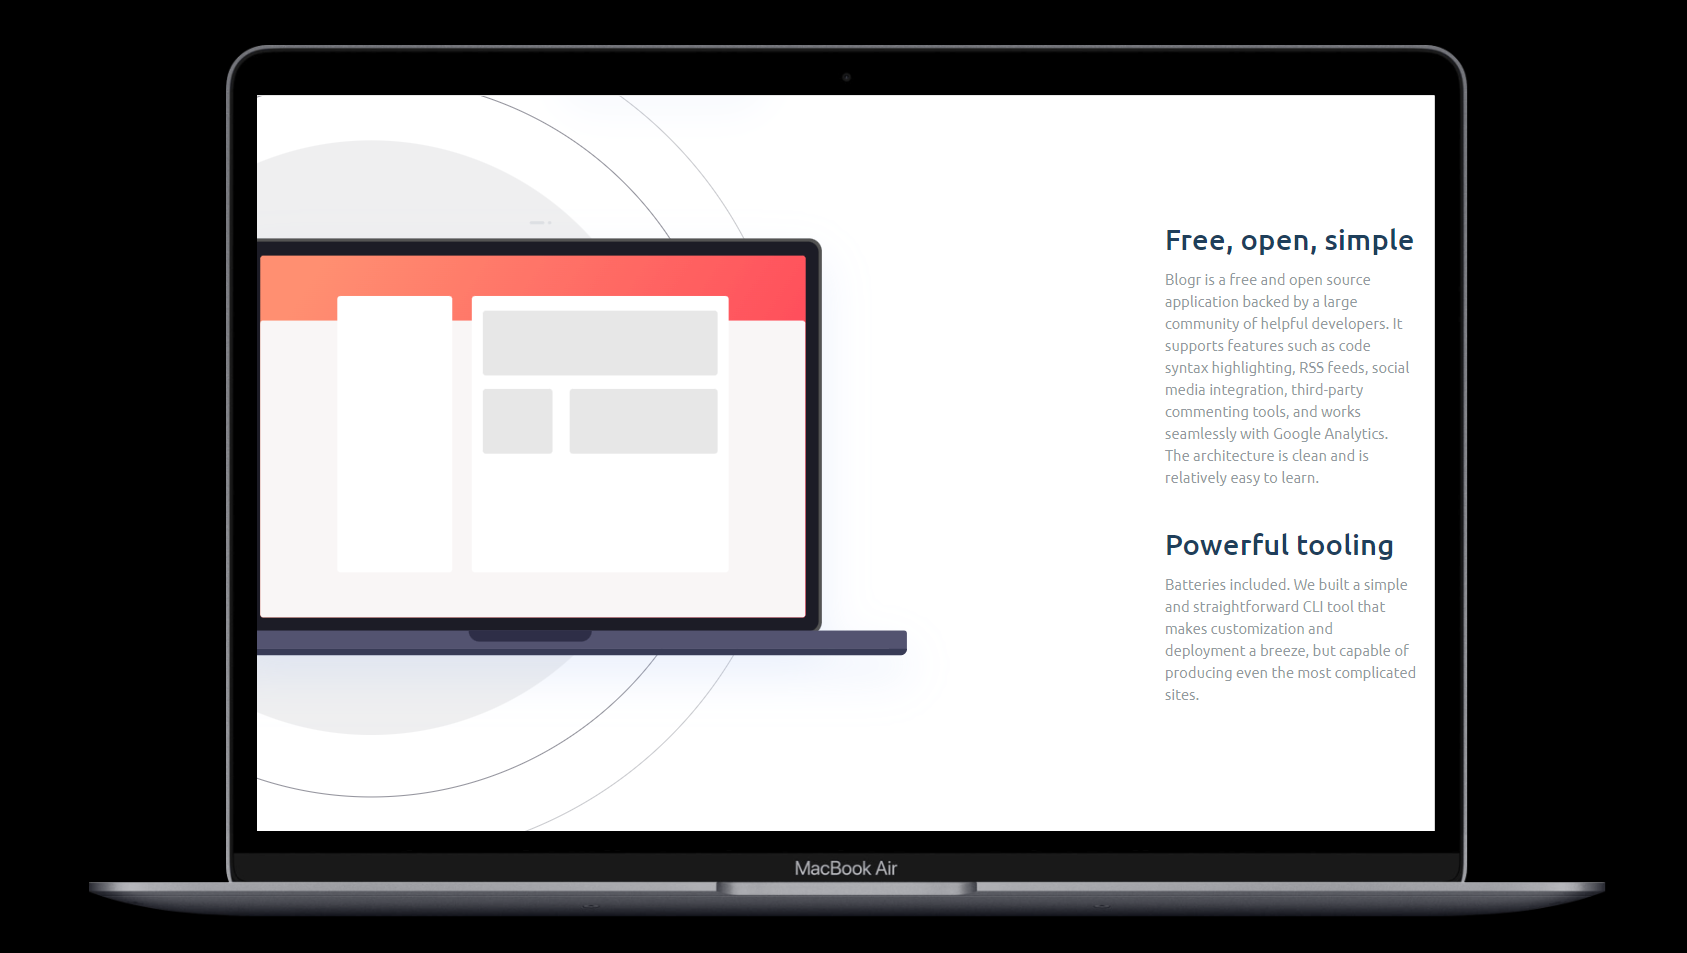 Free, open, simple
Blogr is a free and open source
application backed by a large
community of helpful developers. It
supports features such as code
syntax highlighting, RSS feeds, social
media integration, third-party
commenting tools, and works
seamlessly with Google Analytics.
The architecture is clean and is
relatively easy to learn.
Powerful tooling
Batteries included. We built a simple
and straightforward CLI tool that
makes customization and
deployment a breeze, but capable of
producing even the most complicated
sites.
MacBook Air